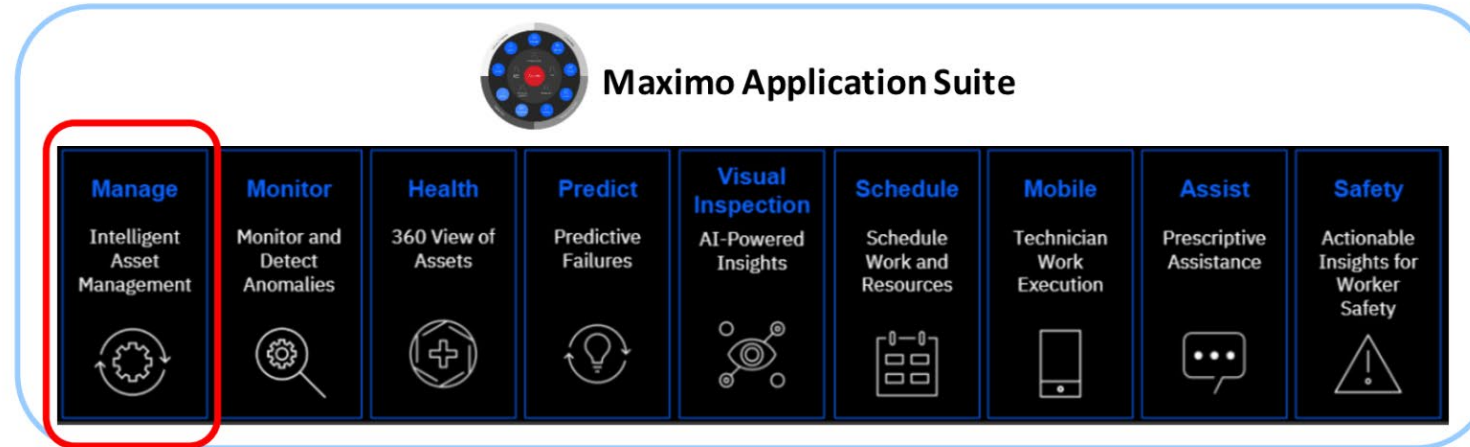 Maximo Application Suite
Manage
Intelligent
Asset
Management
Monitor
Monitor and
Detect
Anomalies
Health
360 View of
Assets
Predict
Predictive
Failures
Visual
Inspection
AI-Powered
Insights
Schedule
Schedule
Work and
Resources
Mobile
Technician
Work
Execution
Assist
Prescriptive
Assistance
Safety
Actionable
Insights for
Worker
Safety